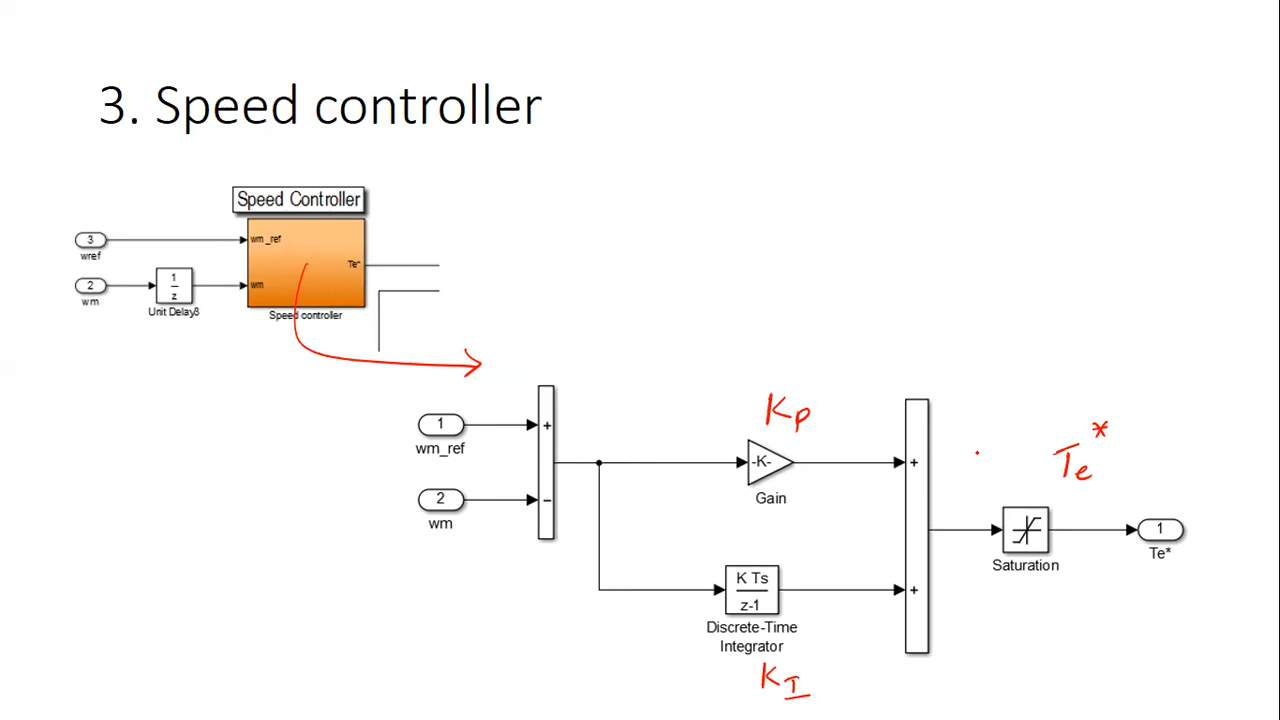 3. Speed controller
Speed Controller
3
wref
wm_ref
Te*
2
wm
1
z
wm
Unit Delay8
Speed controller
1
wm_ref
+
Kp
-K-
Gain
+
Te*
2
wm
−
1
Te*
Saturation
K Ts
z-1
+
Discrete-Time
Integrator
KI